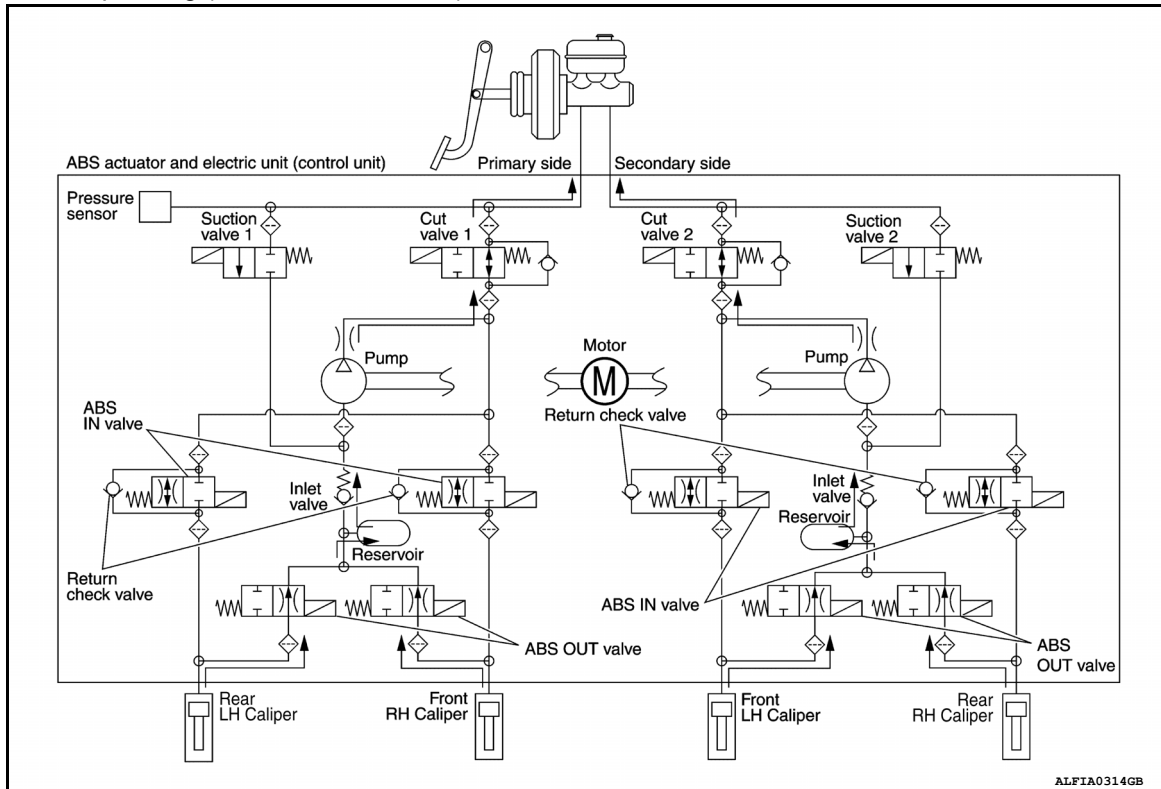 ABS actuator and electric unit (control unit)
Primary side
Secondary side
Pressure
sensor
Suction
valve 1
Cut
valve 1
Cut
valve 2
Suction
valve 2
Pump
Motor
M
Pump
Return check valve
ABS
IN valve
Inlet
valve
Reservoir
Inlet
valve
Reservoir
Return
check valve
ABS IN valve
ABS OUT valve
ABS
OUT valve
Rear
LH Caliper
Front
RH Caliper
Front
LH Caliper
Rear
RH Caliper
ALFIA0314GB